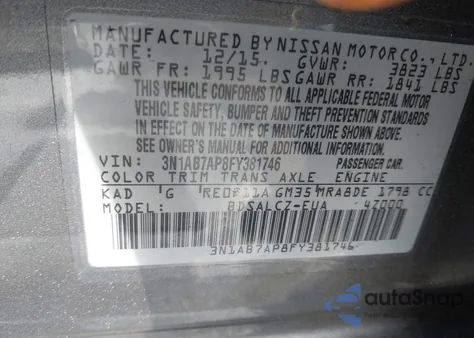 MANUFACTURED BY NISSAN MOTOR CO., LTD.
DATE: 12/15 GVWR: 3823 LBS
GAWR FR: 1995 LBS GAWR RR: 1841 LBS
THIS VEHICLE CONFORMS TO ALL APPLICABLE FEDERAL MOTOR
VEHICLE SAFETY, BUMPER AND THEFT PREVENTION STANDARDS
IN EFFECT ON THE DATE OF MANUFACTURE SHOWN ABOVE.
SEE OWNER'S MANUAL FOR ADDITIONAL INFORMATION.
VIN: 3N1AB7AP8FY381746 PASSENGER CAR.
COLOR TRIM TRANS AXLE ENGINE
KAD G RE0F11A GM35 MRA8DE 1798 CC
MODEL: BDSALCZ-EUA 4Z000
3N1AB7AP8FY381746
autoSnap